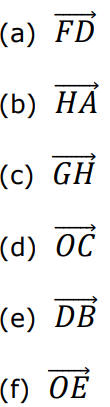 (a) $\overrightarrow{FD}$
(b) $\overrightarrow{HA}$
(c) $\overrightarrow{GH}$
(d) $\overrightarrow{OC}$
(e) $\overrightarrow{DB}$
(f) $\overrightarrow{OE}$